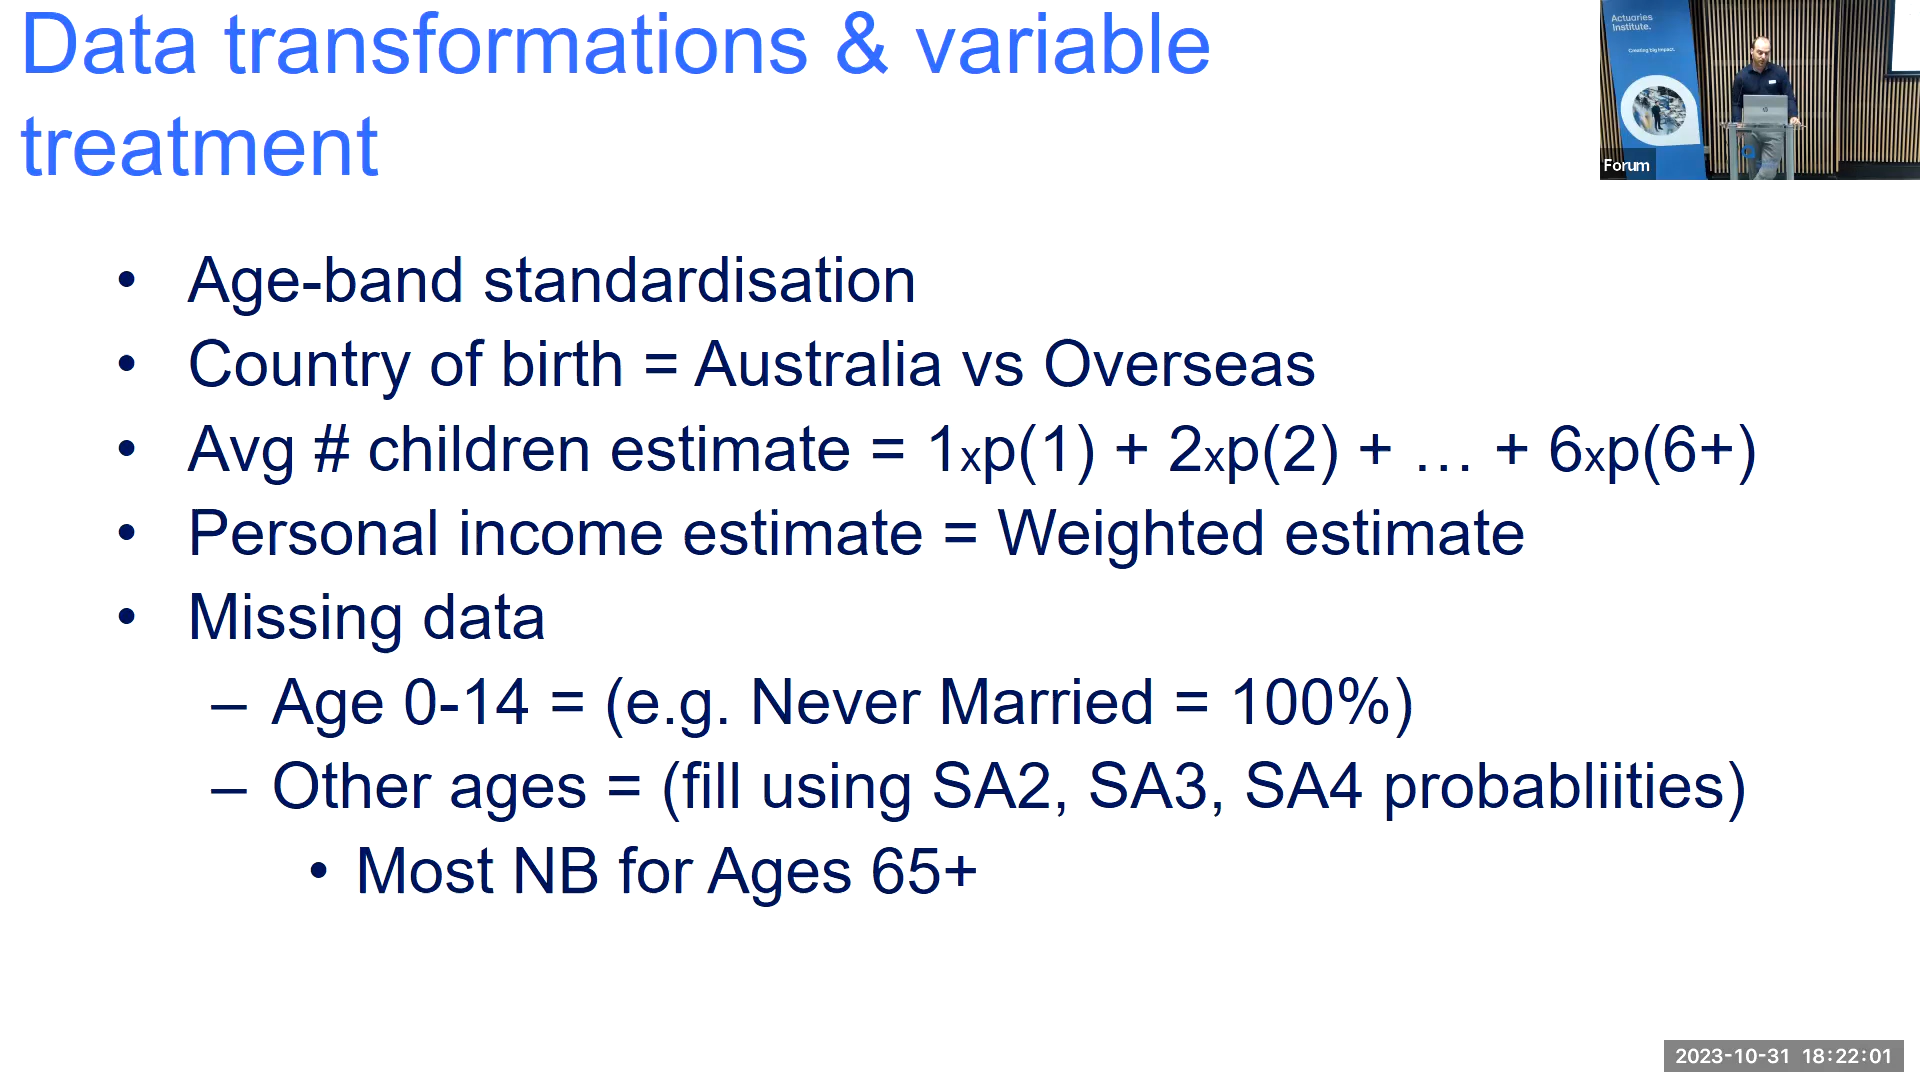 Data transformations & variable
treatment
Actuaries
Institute.
Creating big impact.
Forum
• Age-band standardisation
• Country of birth = Australia vs Overseas
• Avg # children estimate = 1xp(1) + 2xp(2) + … + 6xp(6+)
• Personal income estimate = Weighted estimate
• Missing data
– Age 0-14 = (e.g. Never Married = 100%)
– Other ages = (fill using SA2, SA3, SA4 probabliities)
• Most NB for Ages 65+
2023-10-31 18:22:01